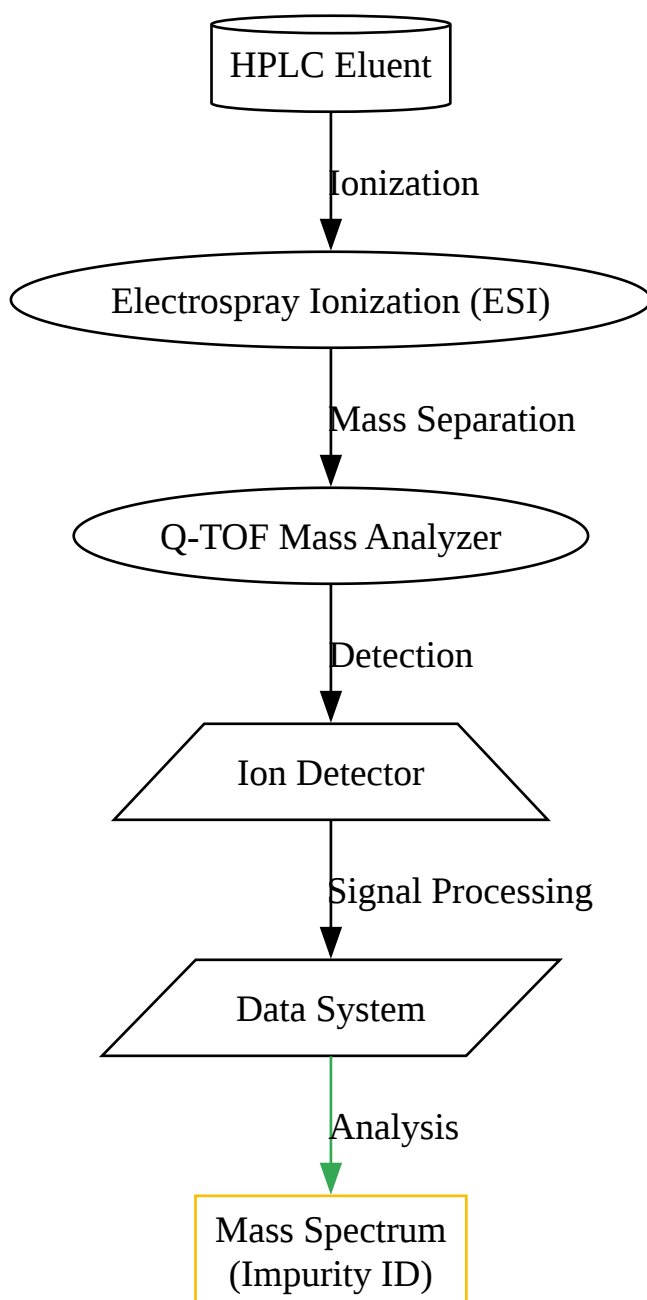 HPLC Eluent
Ionization
Electrospray Ionization (ESI)
Mass Separation
Q-TOF Mass Analyzer
Detection
Ion Detector
Signal Processing
Data System
Analysis
Mass Spectrum
(Impurity ID)